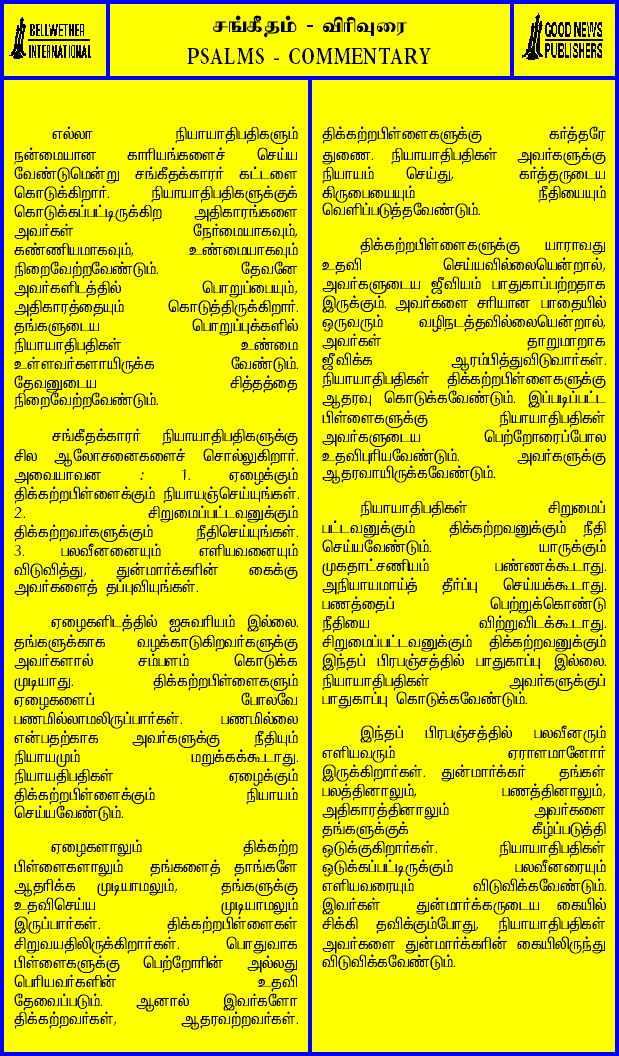 BELLWETHER
INTERNATIONAL
சங்கீதம் - விரிவுரை
PSALMS - COMMENTARY
GOOD NEWS
PUBLISHERS
எல்லா நியாயாதிபதிகளும்
நன்மையான காரியங்களைச் செய்ய
வேண்டுமென்று சங்கீதக்காரர் கட்டளை
கொடுக்கிறார். நியாயாதிபதிகளுக்குக்
கொடுக்கப்பட்டிருக்கிற அதிகாரங்களை
அவர்கள் நேர்மையாகவும்,
கண்ணியமாகவும், உண்மையாகவும்
நிறைவேற்றவேண்டும். தேவனே
அவர்களிடத்தில் பொறுப்பையும்,
அதிகாரத்தையும் கொடுத்திருக்கிறார்.
தங்களுடைய பொறுப்புக்களில்
நியாயாதிபதிகள் உண்மை
உள்ளவர்களாயிருக்க வேண்டும்.
தேவனுடைய சித்தத்தை
நிறைவேற்றவேண்டும்.
சங்கீதக்காரர் நியாயாதிபதிகளுக்கு
சில ஆலோசனைகளைச் சொல்லுகிறார்.
அவையாவன : 1. ஏழைக்கும்
திக்கற்றபிள்ளைக்கும் நியாயஞ்செய்யுங்கள்.
2. சிறுமைப்பட்டவனுக்கும்
திக்கற்றவர்களுக்கும் நீதிசெய்யுங்கள்.
3. பலவீனனையும் எளியவனையும்
விடுவித்து, துன்மார்க்கரின் கைக்கு
அவர்களைத் தப்புவியுங்கள்.
ஏழைகளிடத்தில் ஐசுவரியம் இல்லை.
தங்களுக்காக வழக்காடுகிறவர்களுக்கு
அவர்களால் சம்பளம் கொடுக்க
முடியாது. திக்கற்றபிள்ளைகளும்
ஏழைகளைப் போலவே
பணமில்லாமலிருப்பார்கள். பணமில்லை
என்பதற்காக அவர்களுக்கு நீதியும்
நியாயமும் மறுக்கக்கூடாது.
நியாயதிபதிகள் ஏழைக்கும்
திக்கற்றபிள்ளைக்கும் நியாயம்
செய்யவேண்டும்.
ஏழைகளாலும் திக்கற்ற
பிள்ளைகளாலும் தங்களைத் தாங்களே
ஆதரிக்க முடியாமலும், தங்களுக்கு
உதவிசெய்ய முடியாமலும்
இருப்பார்கள். திக்கற்றபிள்ளைகள்
சிறுவயதிலிருக்கிறார்கள். பொதுவாக
பிள்ளைகளுக்கு பெற்றோரின் அல்லது
பெரியவர்களின் உதவி
தேவைப்படும். ஆனால் இவர்களோ
திக்கற்றவர்கள், ஆதரவற்றவர்கள்.
திக்கற்றபிள்ளைகளுக்கு கர்த்தரே
துணை. நியாயாதிபதிகள் அவர்களுக்கு
நியாயம் செய்து, கர்த்தருடைய
கிருபையையும் நீதியையும்
வெளிப்படுத்தவேண்டும்.
திக்கற்றபிள்ளைகளுக்கு யாராவது
உதவி செய்யவில்லையென்றால்,
அவர்களுடைய ஜீவியம் பாதுகாப்பற்றதாக
இருக்கும். அவர்களை சரியான பாதையில்
ஒருவரும் வழிநடத்தவில்லையென்றால்,
அவர்கள் தாறுமாறாக
ஜீவிக்க ஆரம்பித்துவிடுவார்கள்.
நியாயாதிபதிகள் திக்கற்றபிள்ளைகளுக்கு
ஆதரவு கொடுக்கவேண்டும். இப்படிப்பட்ட
பிள்ளைகளுக்கு நியாயாதிபதிகள்
அவர்களுடைய பெற்றோரைப்போல
உதவிபுரியவேண்டும். அவர்களுக்கு
ஆதரவாயிருக்கவேண்டும்.
நியாயாதிபதிகள் சிறுமைப்
பட்டவனுக்கும் திக்கற்றவனுக்கும் நீதி
செய்யவேண்டும். யாருக்கும்
முகதாட்சணியம் பண்ணக்கூடாது.
அநியாயமாய்த் தீர்ப்பு செய்யக்கூடாது.
பணத்தைப் பெற்றுக்கொண்டு
நீதியை விற்றுவிடக்கூடாது.
சிறுமைப்பட்டவனுக்கும் திக்கற்றவனுக்கும்
இந்தப் பிரபஞ்சத்தில் பாதுகாப்பு இல்லை.
நியாயாதிபதிகள் அவர்களுக்குப்
பாதுகாப்பு கொடுக்கவேண்டும்.
இந்தப் பிரபஞ்சத்தில் பலவீனரும்
எளியவரும் ஏராளமானோர்
இருக்கிறார்கள். துன்மார்க்கர் தங்கள்
பலத்தினாலும், பணத்தினாலும்,
அதிகாரத்தினாலும் அவர்களை
தங்களுக்குக் கீழ்ப்படுத்தி
ஒடுக்குகிறார்கள். நியாயாதிபதிகள்
ஒடுக்கப்பட்டிருக்கும் பலவீனரையும்
எளியவரையும் விடுவிக்கவேண்டும்.
இவர்கள் துன்மார்க்கருடைய கையில்
சிக்கி தவிக்கும்போது, நியாயாதிபதிகள்
அவர்களை துன்மார்க்கரின் கையிலிருந்து
விடுவிக்கவேண்டும்.